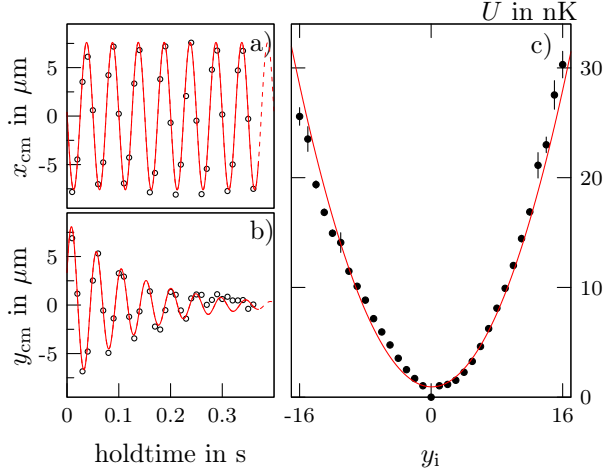 U in nK
a)
x_cm in μm
5
0
-5
b)
y_cm in μm
5
0
-5
0
0.1
0.2
0.3
holdtime in s
c)
30
20
10
0
-16
0
16
y_i